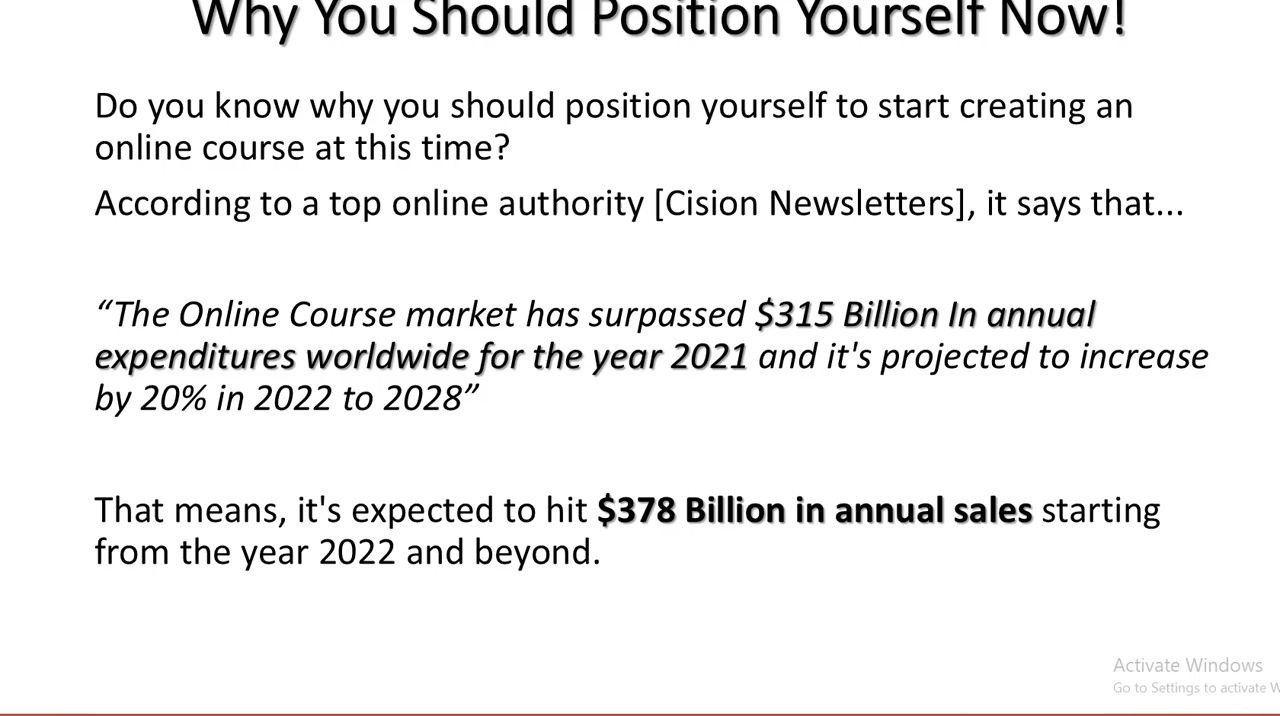 Why You Should Position Yourself Now!
Do you know why you should position yourself to start creating an
online course at this time?
According to a top online authority [Cision Newsletters], it says that...
“The Online Course market has surpassed $315 Billion In annual
expenditures worldwide for the year 2021 and it's projected to increase
by 20% in 2022 to 2028”
That means, it's expected to hit $378 Billion in annual sales starting
from the year 2022 and beyond.
Activate Windows
Go to Settings to activate W